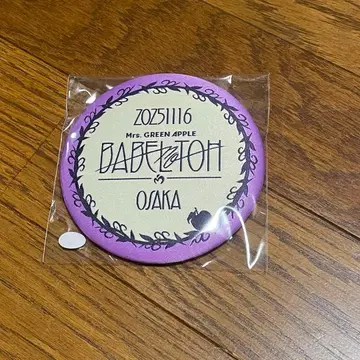 20251116
Mrs. GREEN APPLE
BABEL no TOH
OSAKA